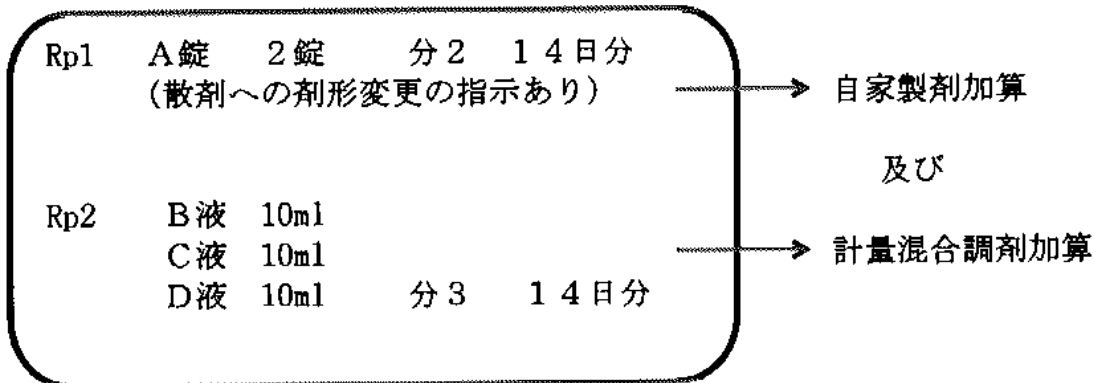 Rp1 A錠 2錠 分2 14日分
(散剤への剤形変更の指示あり)
自家製剤加算
及び
Rp2 B液 10ml
C液 10ml
計量混合調剤加算
D液 10ml 分3 14日分